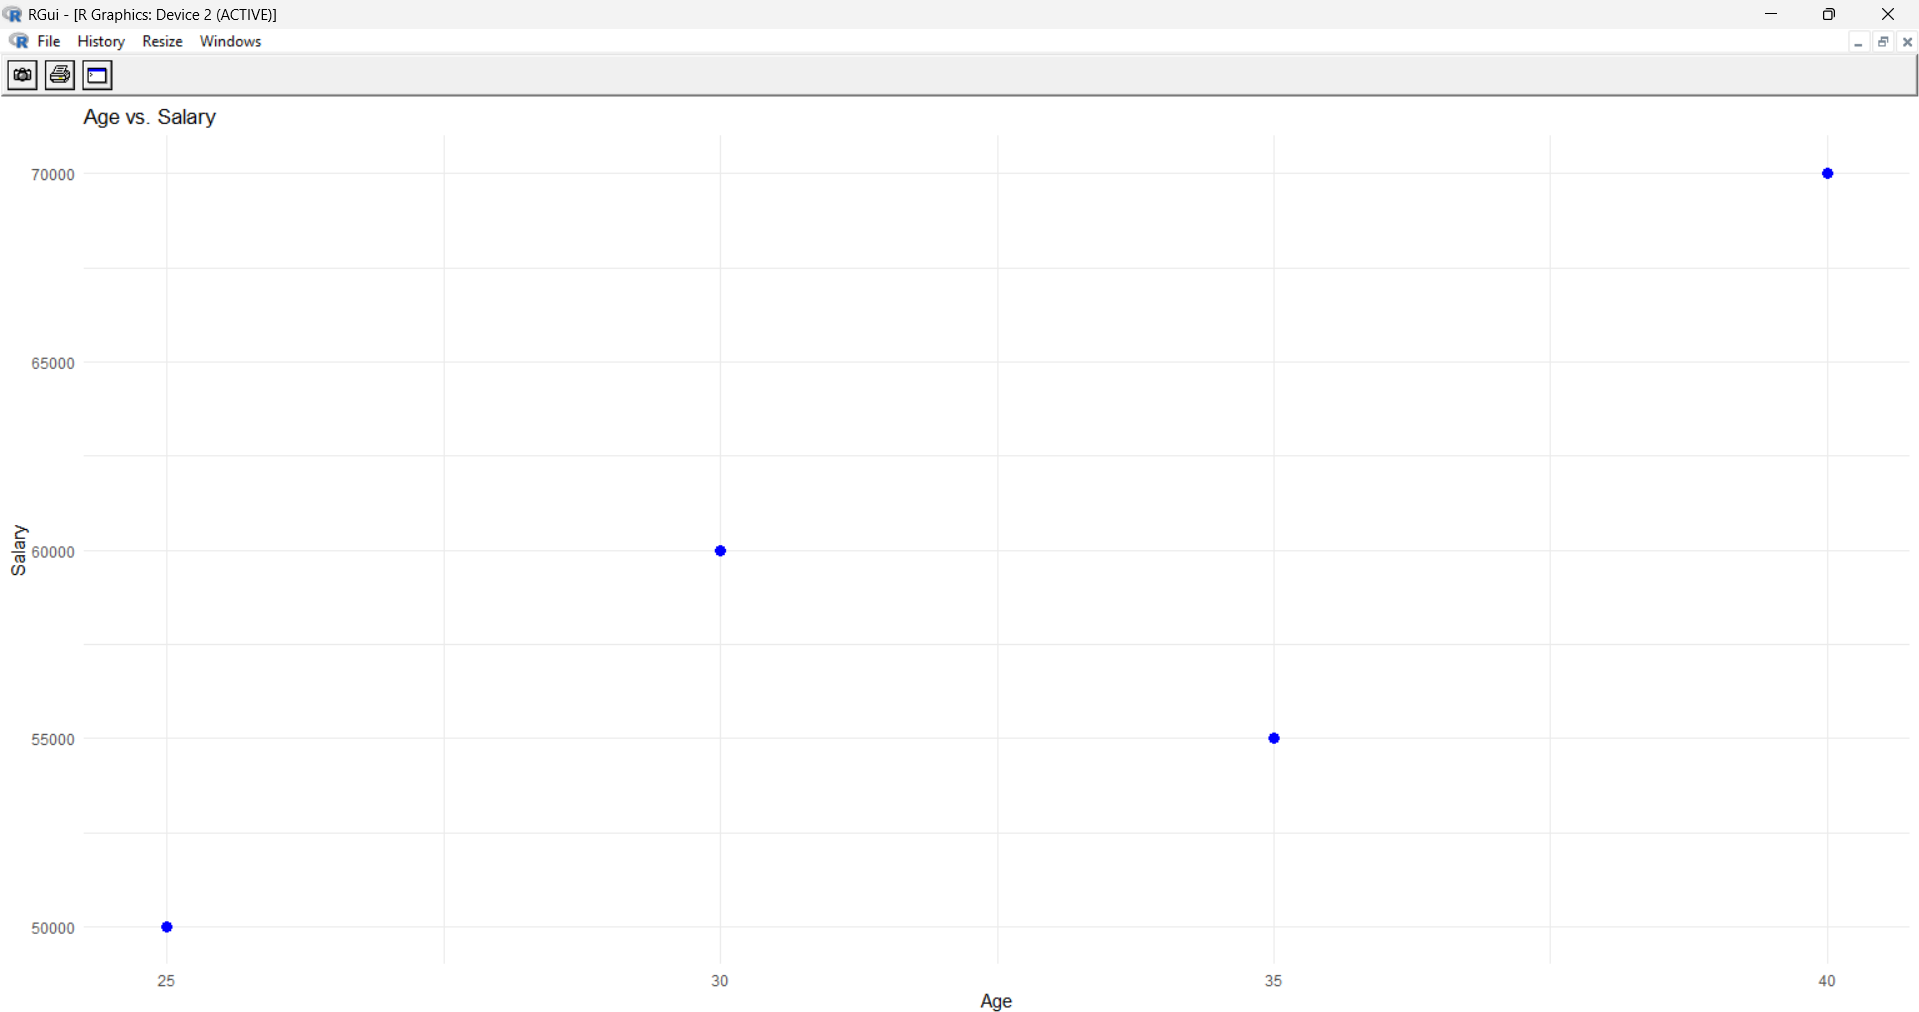 RGui - [R Graphics: Device 2 (ACTIVE)]
File History Resize Windows
Age vs. Salary
70000
65000
60000
55000
50000
Salary
25 30 35 40
Age